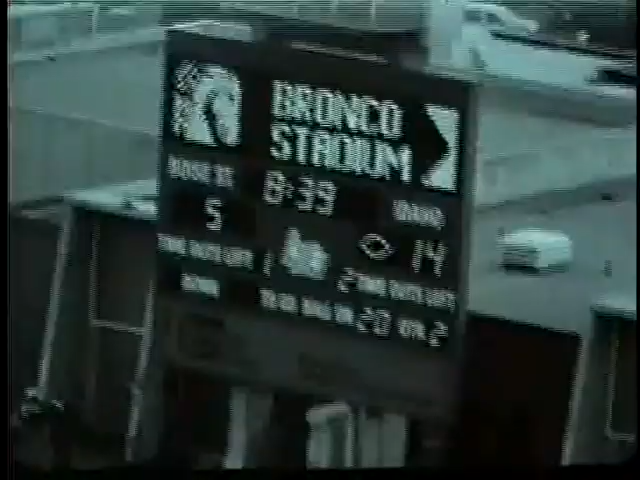 BRONCO
STADIUM
BOISE ST. 8:39 IDAHO
5 14
TIME OUTS LEFT 1 2 TIME OUTS LEFT
DOWN TO GO BALL ON 20 QTR 2